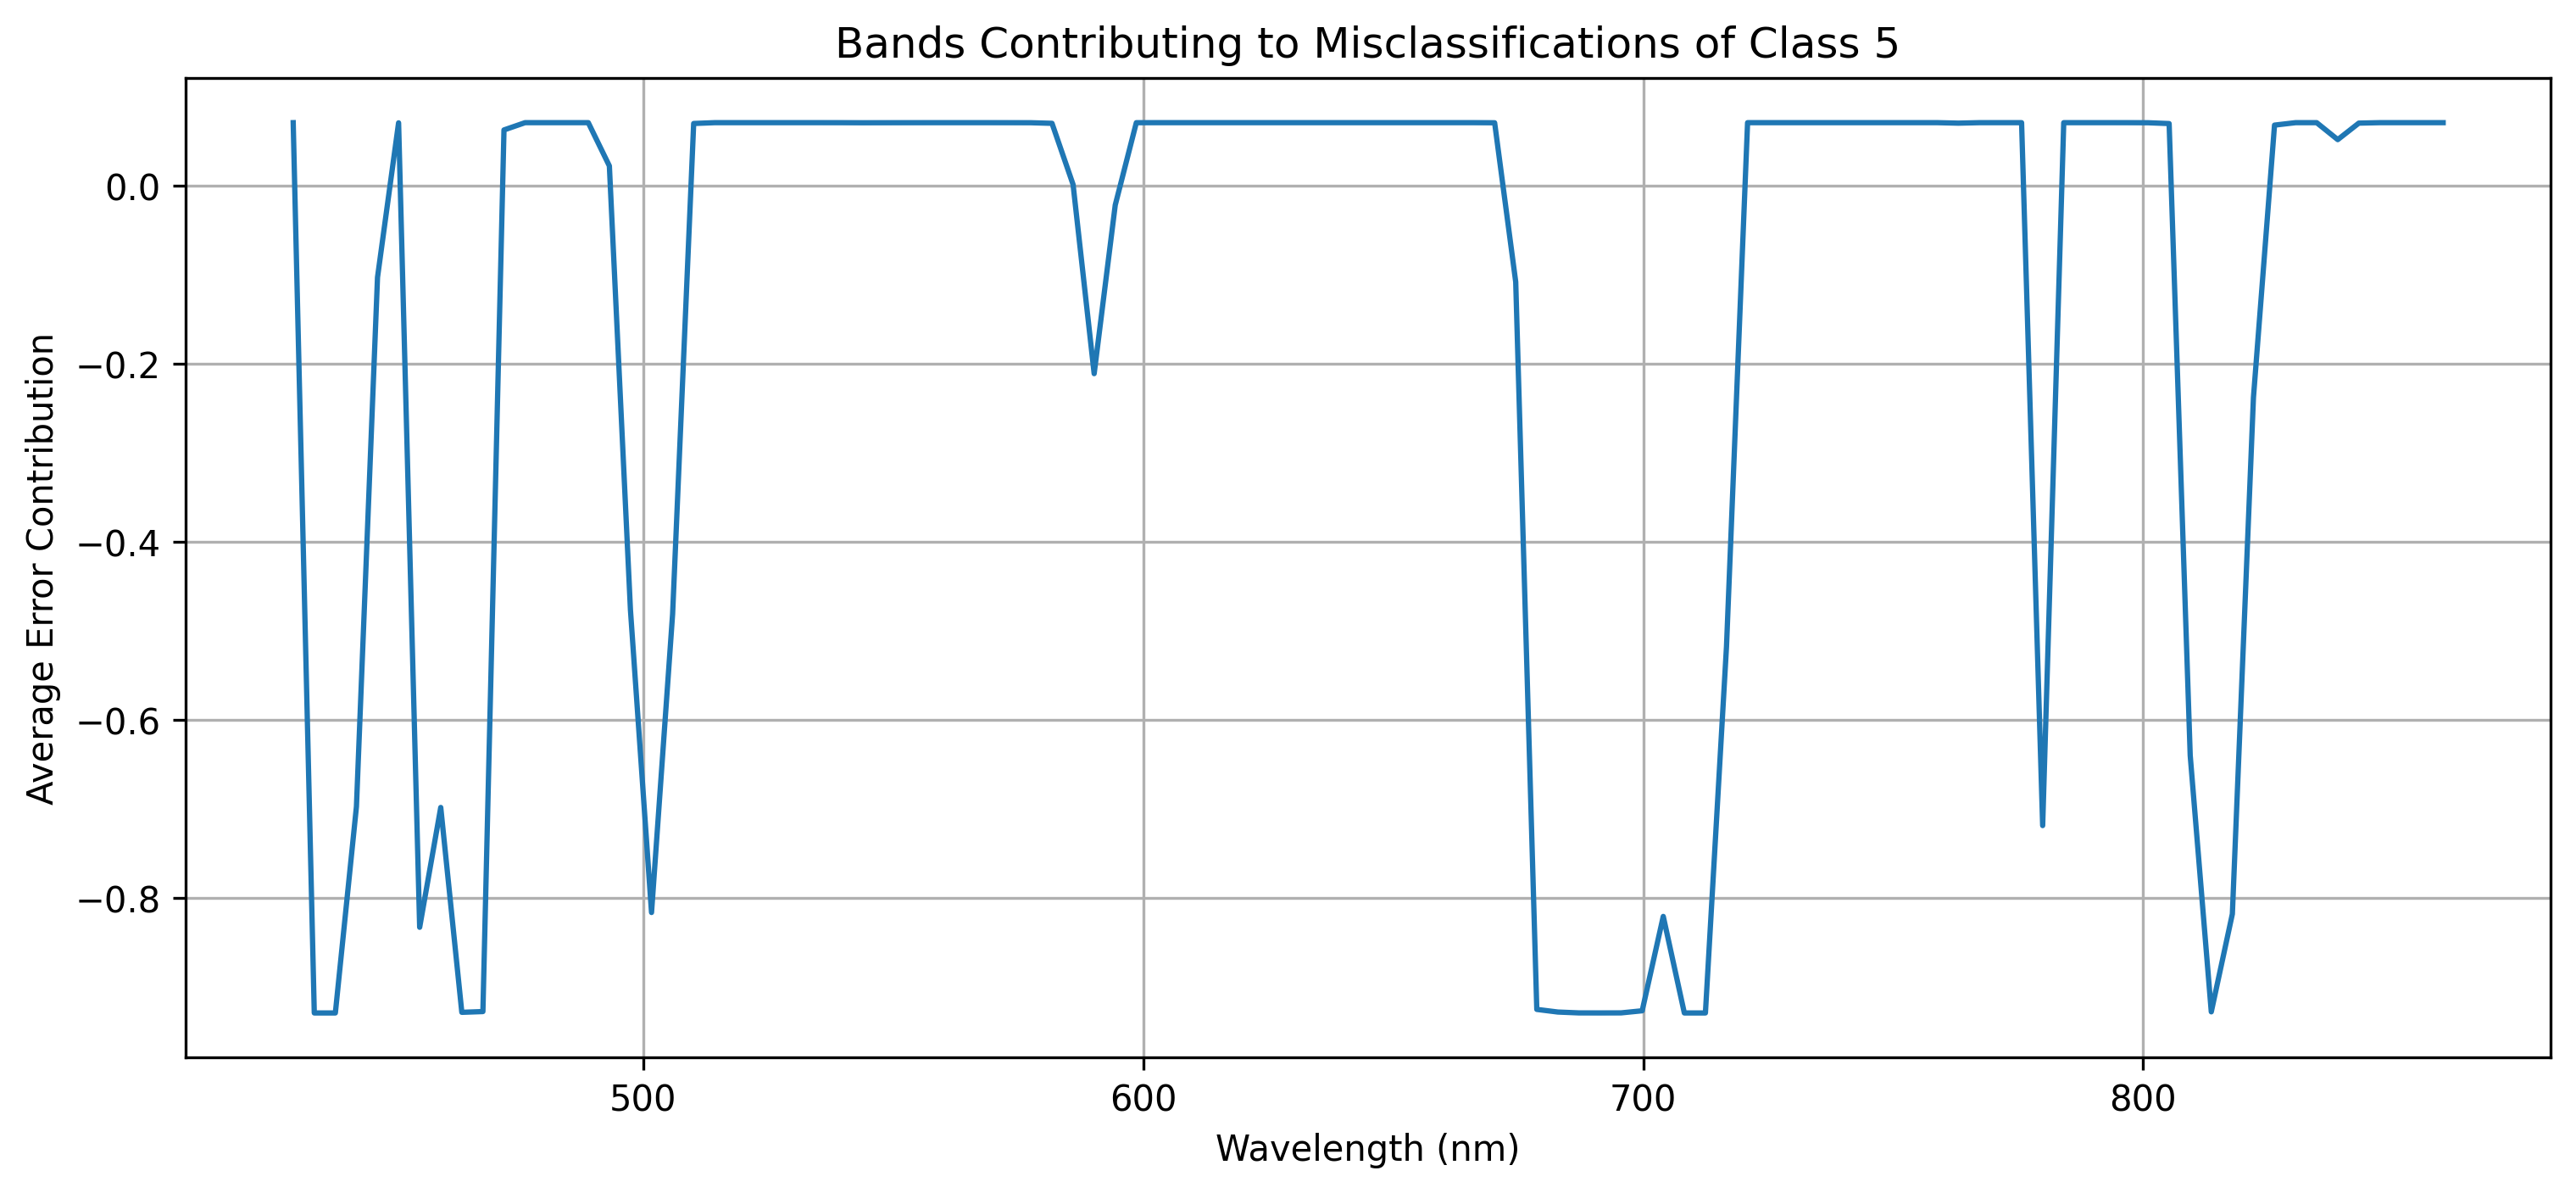 Bands Contributing to Misclassifications of Class 5
Average Error Contribution
0.0
−0.2
−0.4
−0.6
−0.8
500 600 700 800
Wavelength (nm)